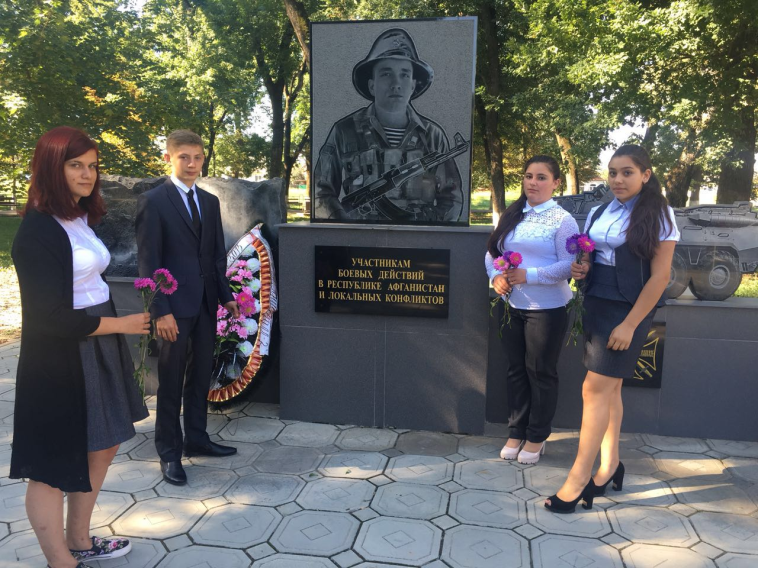 УЧАСТНИКАМ
БОЕВЫХ ДЕЙСТВИЙ
В РЕСПУБЛИКЕ АФГАНИСТАН
И ЛОКАЛЬНЫХ КОНФЛИКТОВ